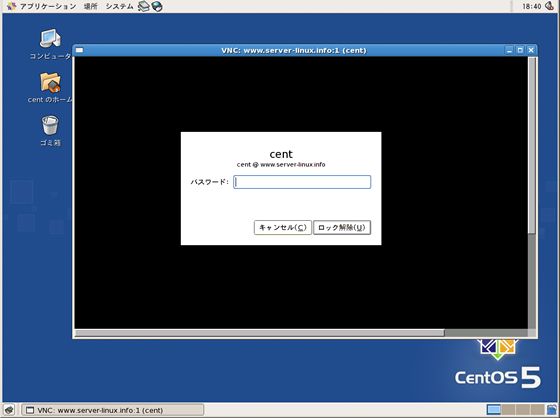 アプリケーション 場所 システム 18:40
コンピュータ
cent のホーム
ゴミ箱
VNC: www.server-linux.info:1 (cent)
cent
cent @ www.server-linux.info
パスワード:
キャンセル(C) ロック解除(U)
CentOS 5
VNC: www.server-linux.info:1 (cent)